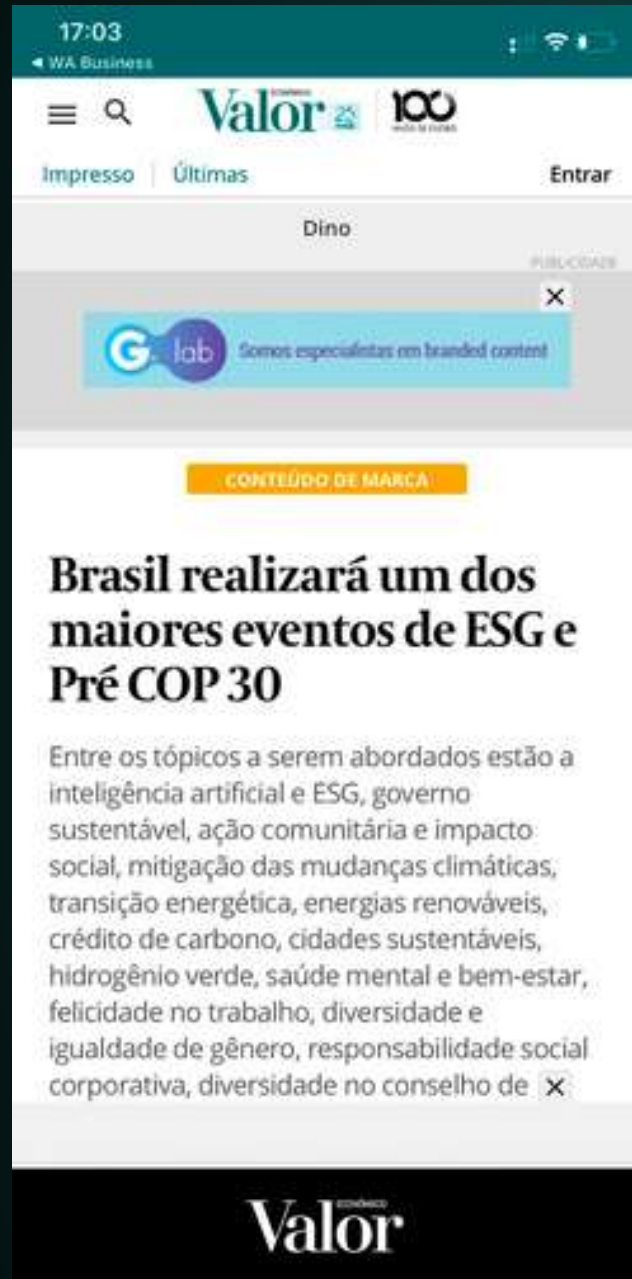 17:03
◀ WA Business
ECONÔMICO
Valor
100
Impresso | Últimas
Entrar
Dino
PUBLICIDADE
G. lab Somos especialistas em branded content
CONTEÚDO DE MARCA
Brasil realizará um dos
maiores eventos de ESG e
Pré COP 30
Entre os tópicos a serem abordados estão a
inteligência artificial e ESG, governo
sustentável, ação comunitária e impacto
social, mitigação das mudanças climáticas,
transição energética, energias renováveis,
crédito de carbono, cidades sustentáveis,
hidrogênio verde, saúde mental e bem-estar,
felicidade no trabalho, diversidade e
igualdade de gênero, responsabilidade social
corporativa, diversidade no conselho de
ECONÔMICO
Valor